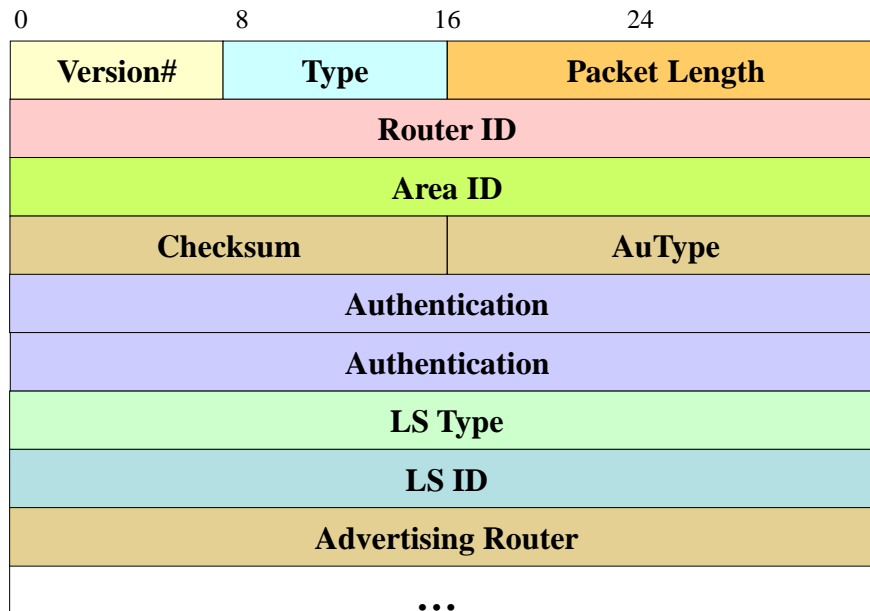 0 8 16 24
Version# Type Packet Length
Router ID
Area ID
Checksum AuType
Authentication
Authentication
LS Type
LS ID
Advertising Router
...